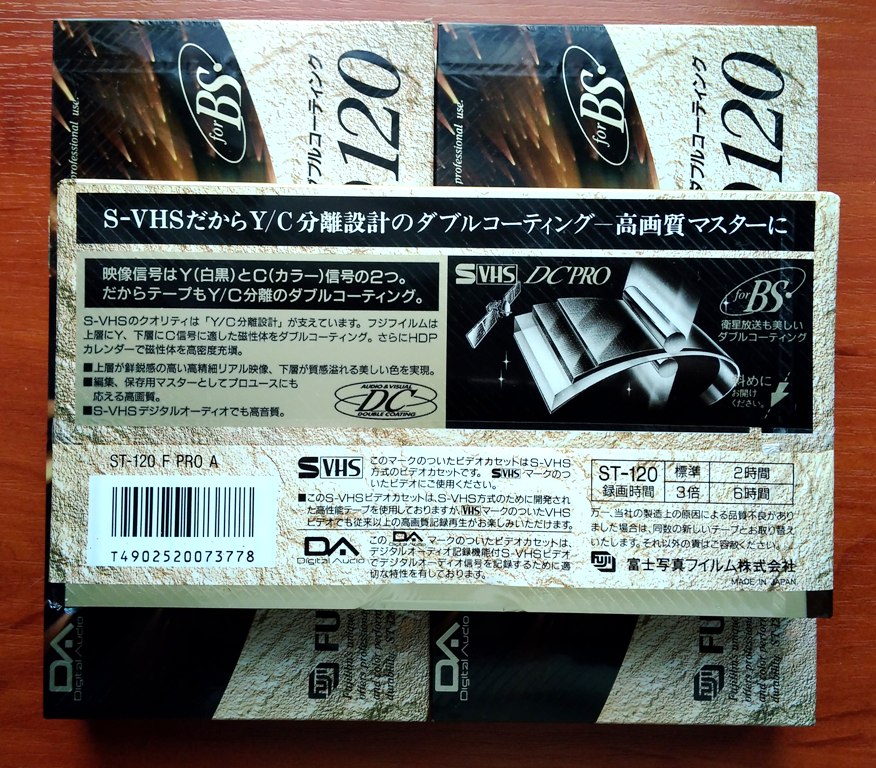 for BS
professional use.
ダブルコーティング
120
for BS
professional use.
ダブルコーティング
120
S-VHSだからY/C分離設計のダブルコーティング—高画質マスターに
映像信号はY(白黒)とC(カラー)信号の2つ。
だからテープもY/C分離のダブルコーティング。
S-VHSのクオリティは「Y/C分離設計」が支えています。フジフイルムは
上層にY、下層にC信号に適した磁性体をダブルコーティング。さらにHDP
カレンダーで磁性体を高密度充塡。
■上層が鮮鋭感の高い高精細リアル映像、下層が質感溢れる美しい色を実現。
■編集、保存用マスターとしてプロユースにも
応える高画質。
■S-VHSデジタルオーディオでも高音質。
AUDIO & VISUAL
DC
DOUBLE COATING
S VHS DC PRO
for BS
衛星放送も美しい
ダブルコーティング
斜めに
お開け
ください。
ST-120 F PRO A
T4902520073778
S VHS
このマークのついたビデオカセットはS-VHS
方式のビデオカセットです。S VHS マークのつ
いたビデオにご使用ください。
■このS-VHSビデオカセットは、S-VHS方式のために開発され
た高性能テープを使用しておりますが、VHSマークのついたVHS
ビデオでも従来以上の高画質記録再生がお楽しみいただけます。
DA
Digital Audio
この、DA Digital Audio マークのついたビデオカセットは、
デジタルオーディオ記録機能付S-VHSビデオ
でデジタルオーディオ信号を記録するために適
切な特性を有しております。
ST-120 標準 2時間
録画時間 3倍 6時間
万一、当社の製造上の原因による品質不良があり
ました場合は、同数の新しいテープとお取り替え
いたします。それ以外の責はご容赦ください。
FUJI 富士写真フイルム株式会社
MADE IN JAPAN
DA
Digital Audio
FUJI
FU
DA
Digital Audio
FUJI
FU